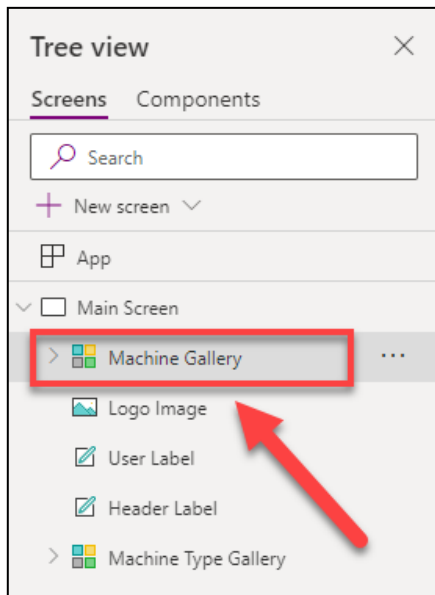 Tree view
Screens Components
Search
New screen
App
Main Screen
Machine Gallery
Logo Image
User Label
Header Label
Machine Type Gallery